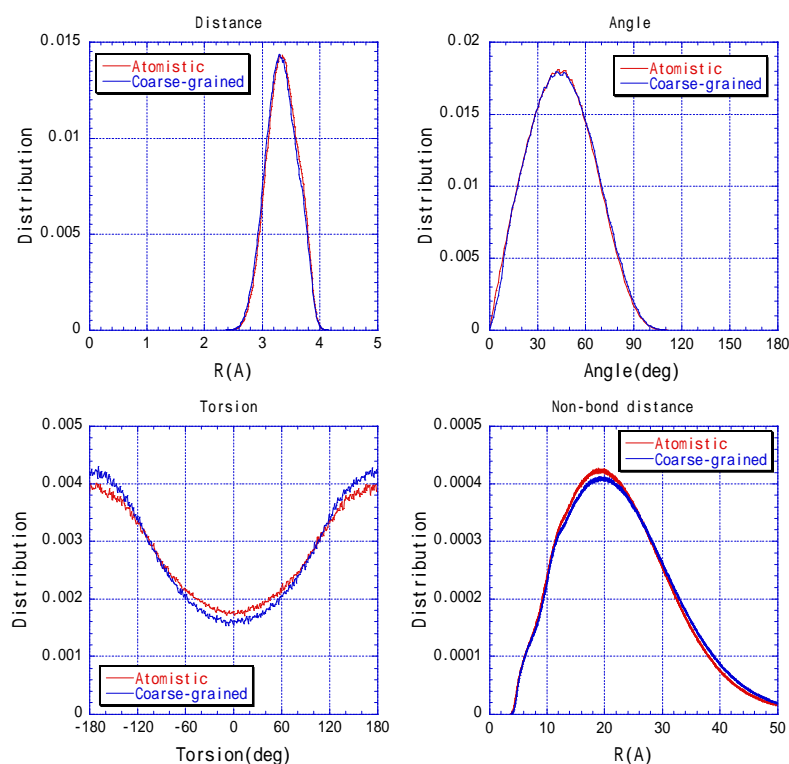 Distance
0.015
0.01
0.005
0
Distribution
Atomistic
Coarse-grained
0
1
2
3
4
5
R(A)
Angle
0.02
0.015
0.01
0.005
0
Distribution
Atomistic
Coarse-grained
0
30
60
90
120
150
180
Angle(deg)
Torsion
0.005
0.004
0.003
0.002
0.001
0
Distribution
Atomistic
Coarse-grained
-180
-120
-60
0
60
120
180
Torsion(deg)
Non-bond distance
0.0005
0.0004
0.0003
0.0002
0.0001
0
Distribution
Atomistic
Coarse-grained
0
10
20
30
40
50
R(A)